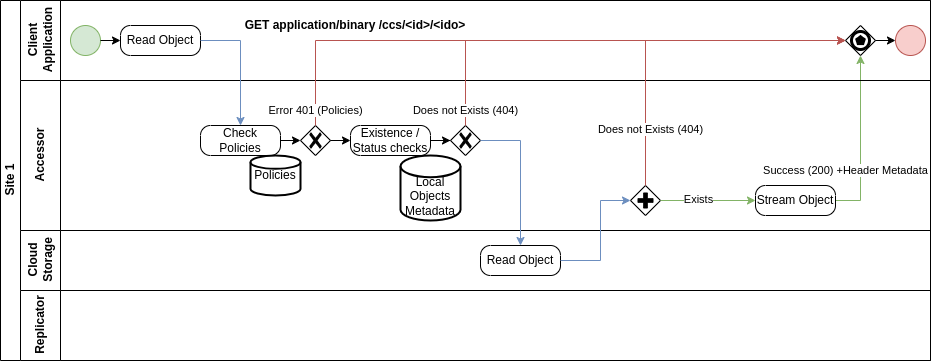 Site 1
Client
Application
Accessor
Cloud
Storage
Replicator
GET application/binary /ccs/<id>/<ido>
Read Object
Error 401 (Policies)
Does not Exists (404)
Does not Exists (404)
Check
Policies
Existence /
Status checks
Policies
Local
Objects
Metadata
Success (200) +Header Metadata
Exists
Stream Object
Read Object